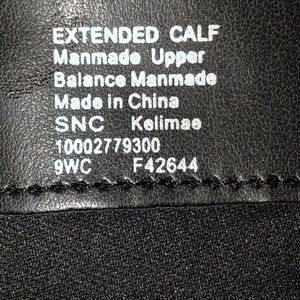 EXTENDED CALF
Manmade Upper
Balance Manmade
Made in China
SNC Kelimae
10002779300
9WC F42644